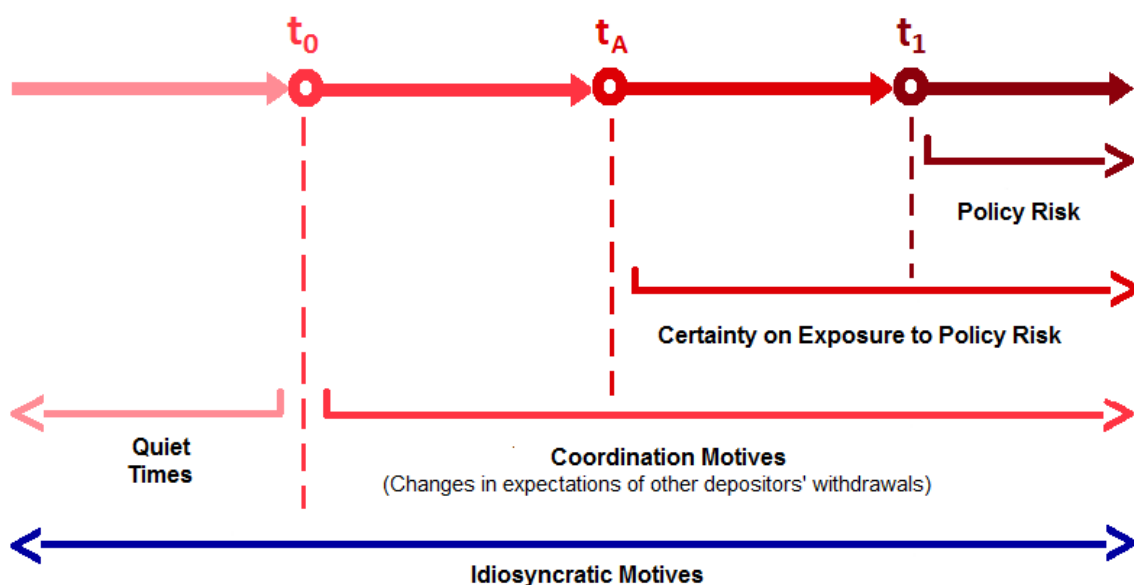 t0 tA t1
Policy Risk
Certainty on Exposure to Policy Risk
Quiet
Times
Coordination Motives
(Changes in expectations of other depositors' withdrawals)
Idiosyncratic Motives